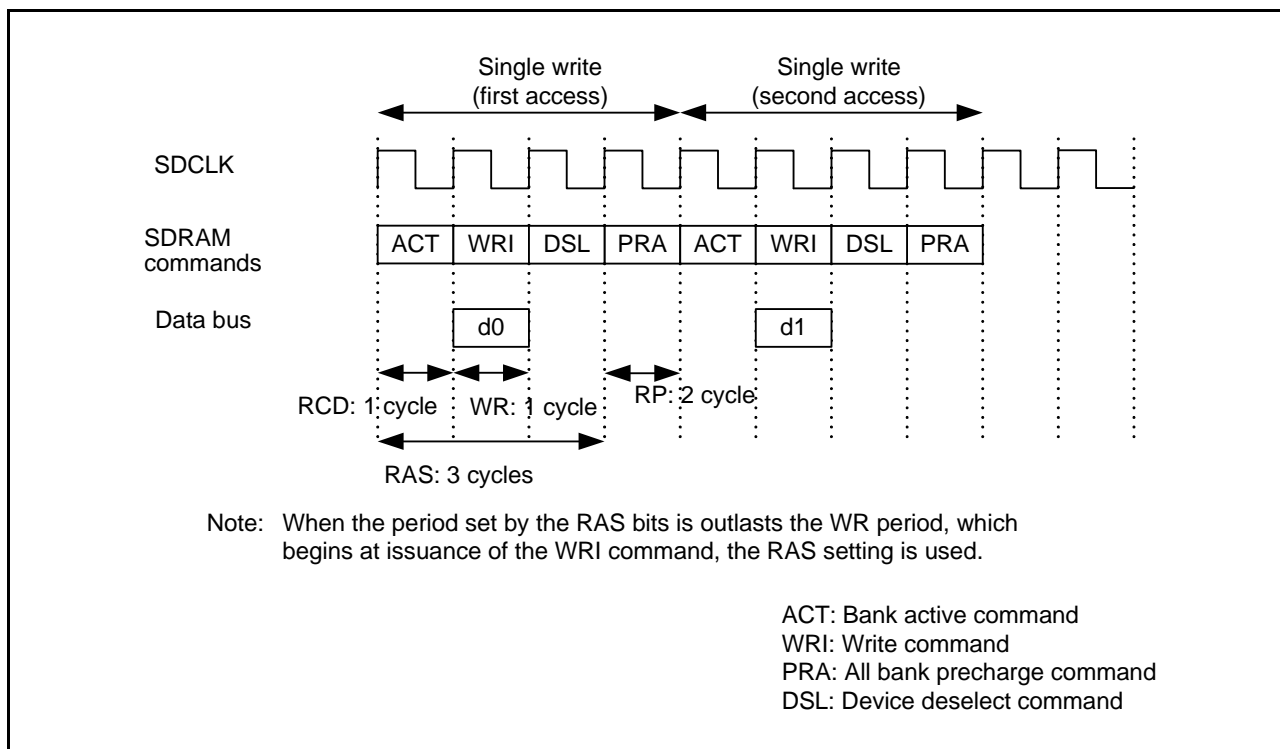 Single write
(first access)
Single write
(second access)
SDCLK
SDRAM
commands
ACT WRI DSL PRA ACT WRI DSL PRA
Data bus
d0 d1
RCD: 1 cycle
WR: 1 cycle
RP: 2 cycle
RAS: 3 cycles
Note: When the period set by the RAS bits is outlasts the WR period, which
begins at issuance of the WRI command, the RAS setting is used.
ACT: Bank active command
WRI: Write command
PRA: All bank precharge command
DSL: Device deselect command